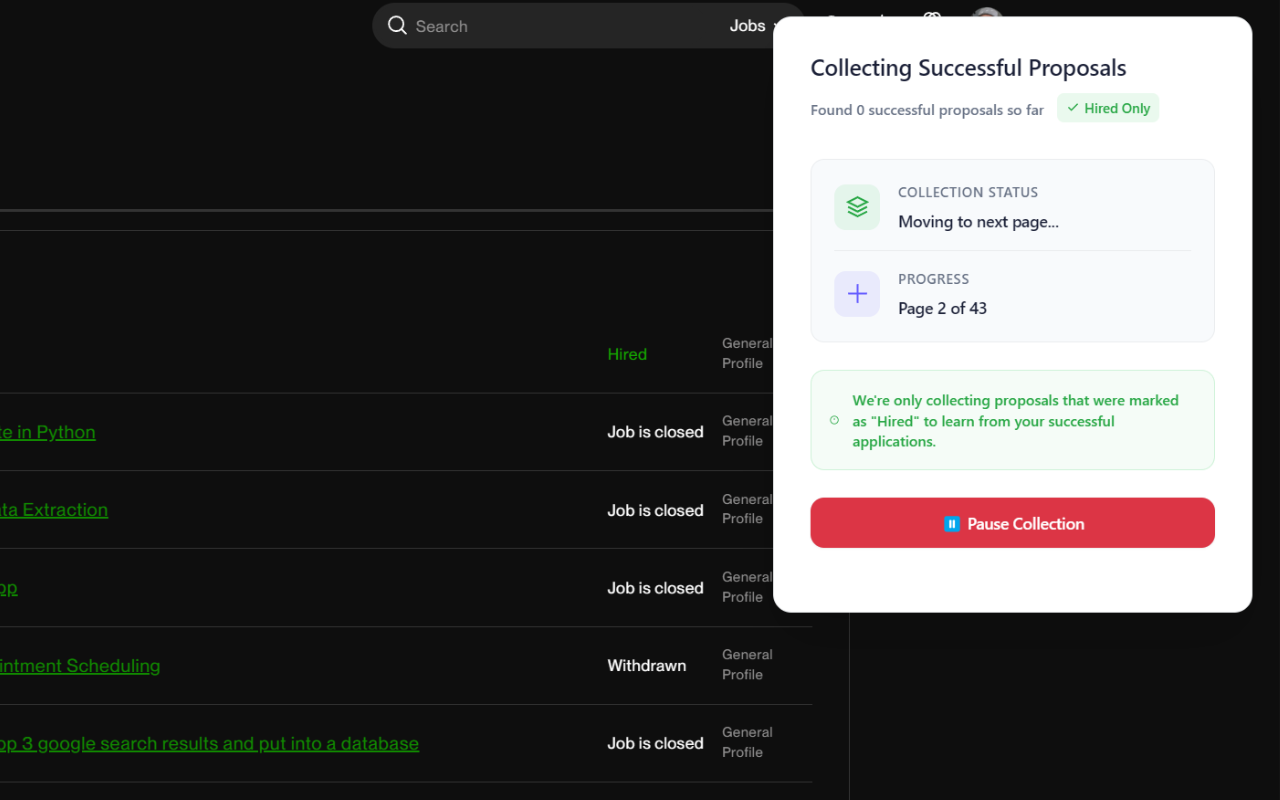 Search
Jobs
Collecting Successful Proposals
Found 0 successful proposals so far
Hired Only
COLLECTION STATUS
Moving to next page...
PROGRESS
Page 2 of 43
We're only collecting proposals that were marked
as "Hired" to learn from your successful
applications.
Pause Collection
Hired
General
Profile
te in Python
Job is closed
General
Profile
ata Extraction
Job is closed
General
Profile
pp
Job is closed
General
Profile
intment Scheduling
Withdrawn
General
Profile
op 3 google search results and put into a database
Job is closed
General
Profile